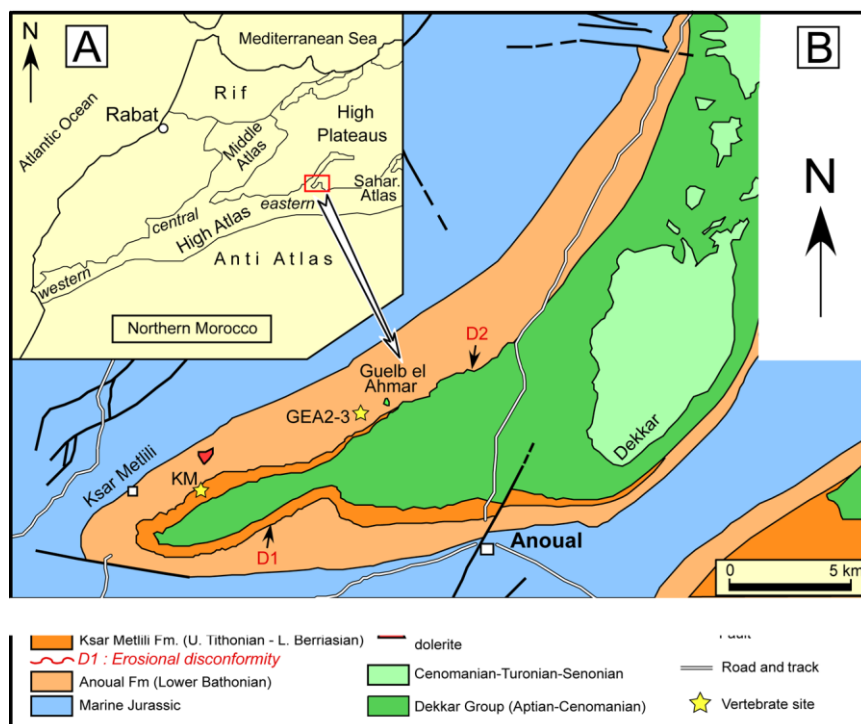 A
N
Mediterranean Sea
Atlantic Ocean
Rif
Rabat
High
Plateaus
Middle
Atlas
Sahar.
Atlas
eastern
central
High Atlas
western
Anti Atlas
Northern Morocco
B
N
D2
Guelb el
Ahmar
GEA2-3
Dekkar
Ksar Metlili
KM
D1
Anoual
0 5 km
Ksar Metlili Fm. (U. Tithonian - L. Berriasian)
D1 : Erosional disconformity
Anoual Fm (Lower Bathonian)
Marine Jurassic
dolerite
Cenomanian-Turonian-Senonian
Dekkar Group (Aptian-Cenomanian)
Fault
Road and track
Vertebrate site